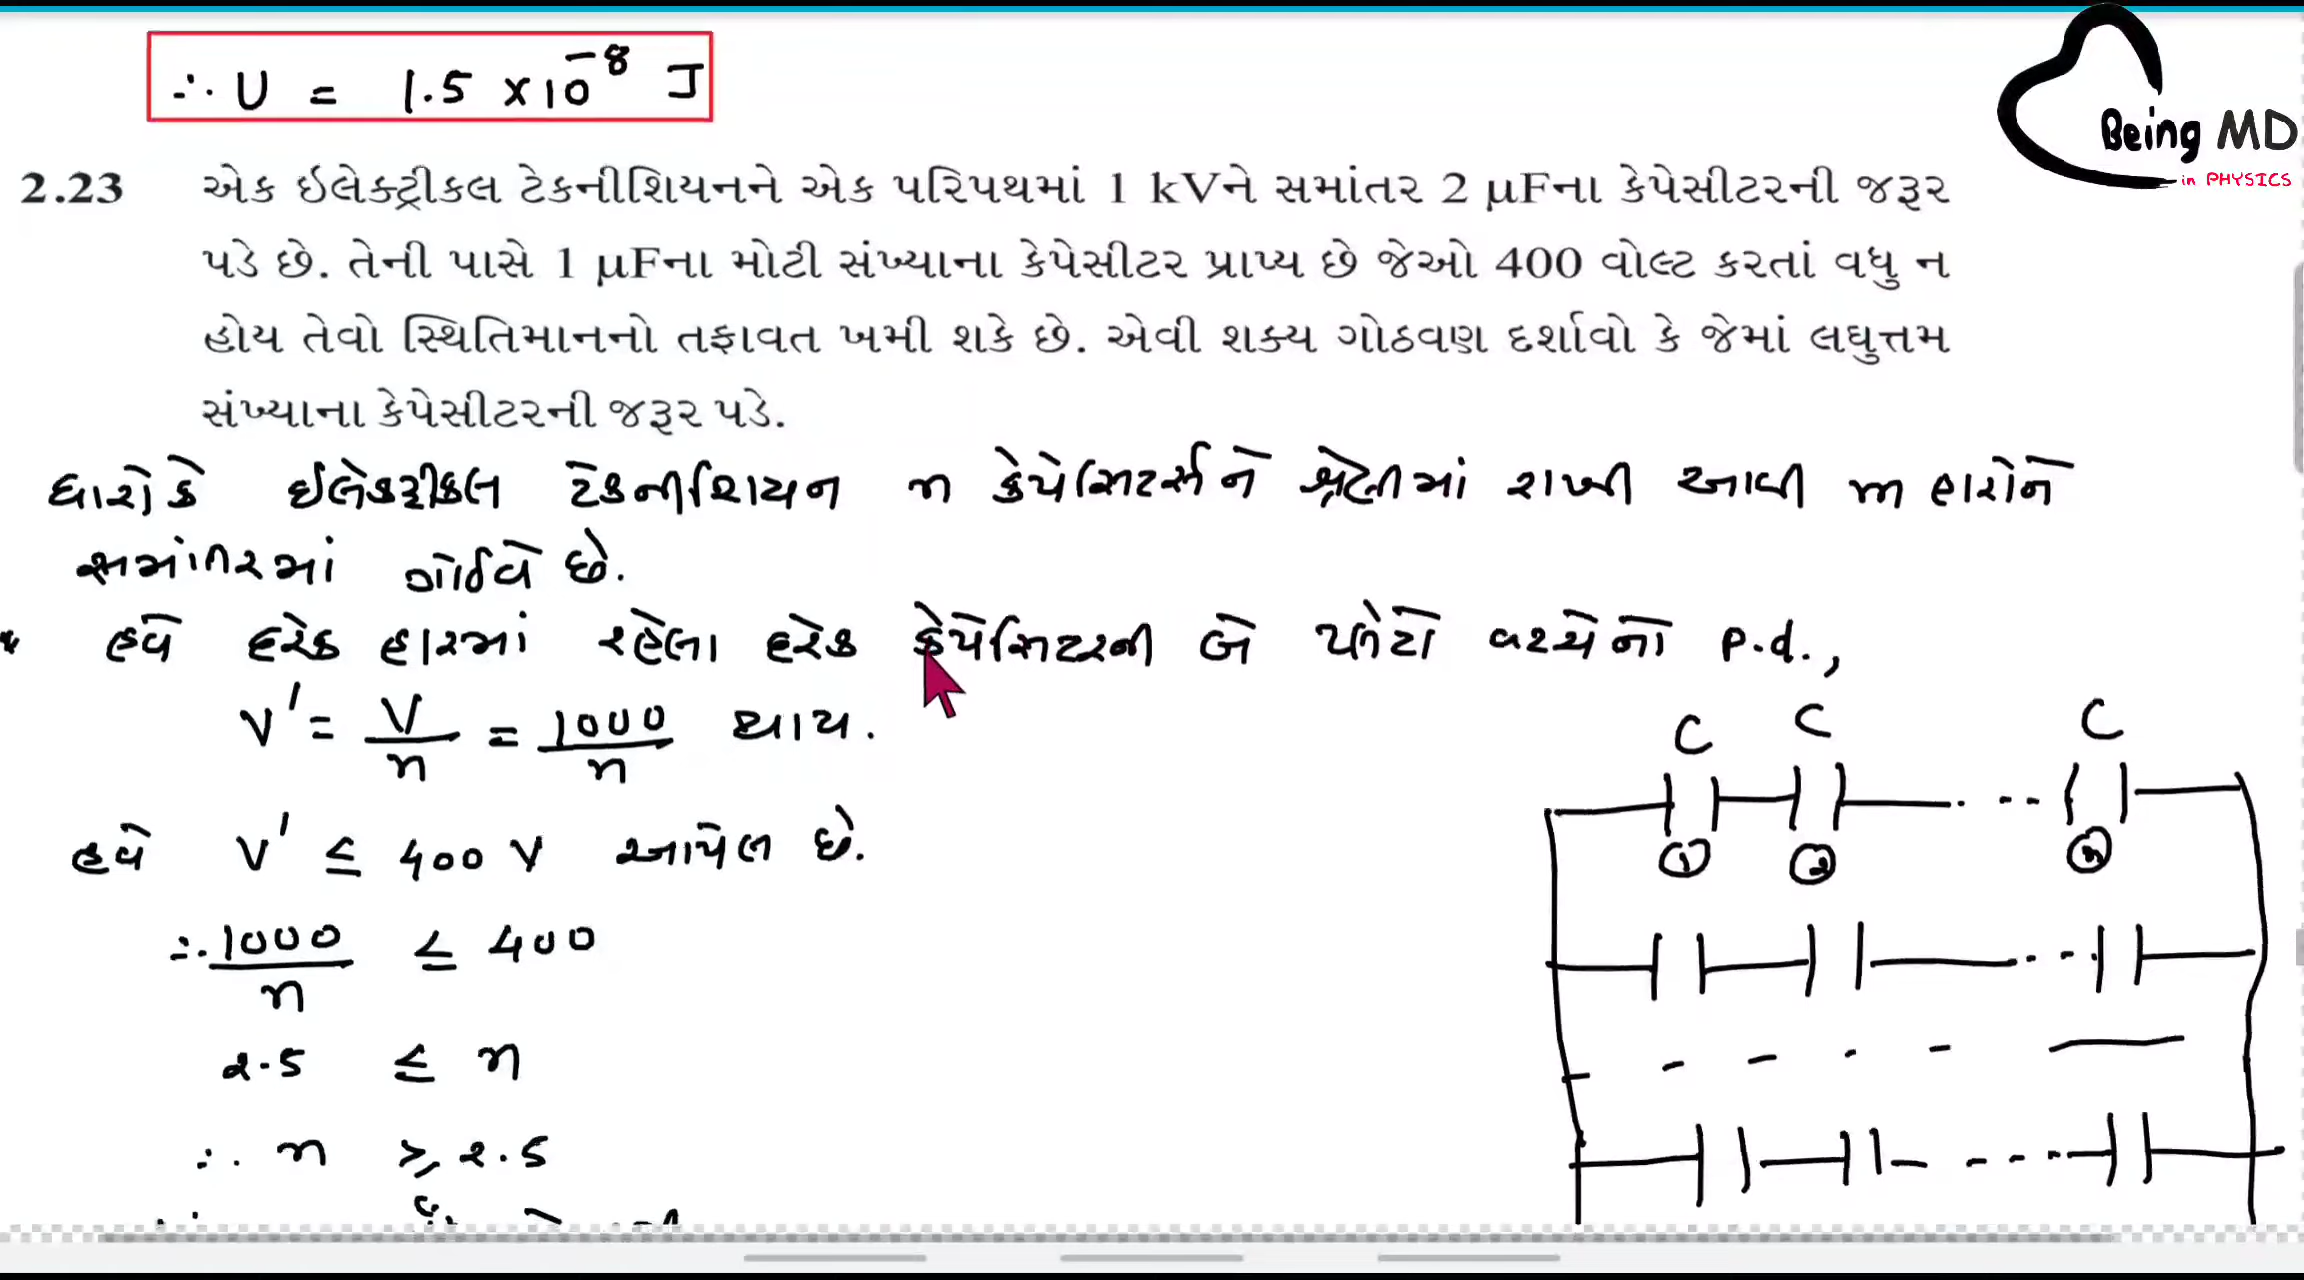 ∴ U = 1.5 × 10⁻⁸ J
Being MD
in PHYSICS
2.23 એક ઇલેક્ટ્રીકલ ટેકનીશિયનને એક પરિપથમાં 1 kVને સમાંતર 2 μFના કેપેસીટરની જરૂર
પડે છે. તેની પાસે 1 μFના મોટી સંખ્યાના કેપેસીટર પ્રાપ્ય છે જેઓ 400 વોલ્ટ કરતાં વધુ ન
હોય તેવો સ્થિતિમાનનો તફાવત ખમી શકે છે. એવી શક્ય ગોઠવણ દર્શાવો કે જેમાં લઘુત્તમ
સંખ્યાના કેપેસીટરની જરૂર પડે.
ધારોકે ઈલેક્ટ્રીકલ ટેકનીશિયન n કેપેસિટર્સને શ્રેણીમાં રાખી આવી m હારોને
સમાંતરમાં ગોઠવે છે.
* હવે દરેક હારમાં રહેલા દરેક કેપેસિટરની બે પ્લેટો વચ્ચેનો p.d.,
V' = V/n = 1000/n થાય.
હવે V' ≤ 400 V આપેલ છે.
∴ 1000/n ≤ 400
2.5 ≤ n
∴ n ≥ 2.5
C C C
① ② ⓝ